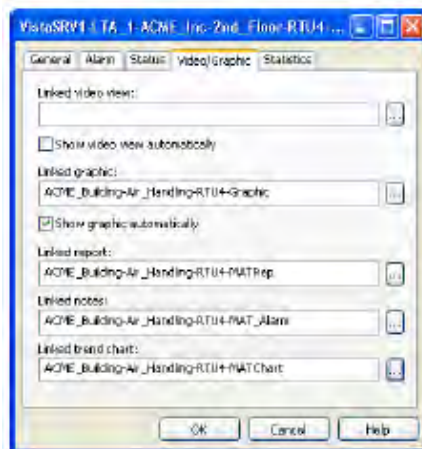 VistaSRV1-LTA_1-ACME_Inc-2nd_Floor-RTU4-...
General Alarm Status Video/Graphic Statistics
Linked video view:
...
Show video view automatically
Linked graphic:
ACME_Building-Air_Handling-RTU4-Graphic
...
Show graphic automatically
Linked report:
ACME_Building-Air_Handling-RTU4-MATRep
...
Linked notes:
ACME_Building-Air_Handling-RTU4-MAT_Alarm
...
Linked trend chart:
ACME_Building-Air_Handling-RTU4-MATChart
...
OK Cancel Help